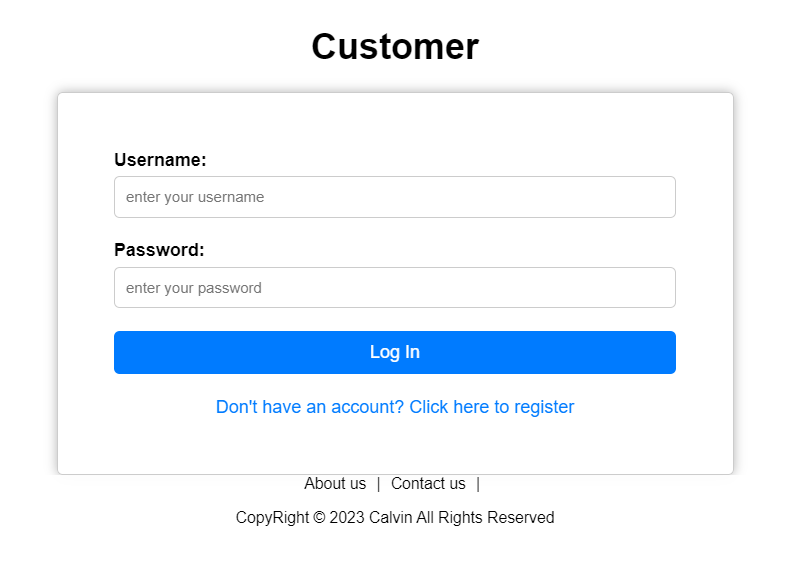 Customer
Username:
enter your username
Password:
enter your password
Log In
Don't have an account? Click here to register
About us | Contact us |
CopyRight © 2023 Calvin All Rights Reserved